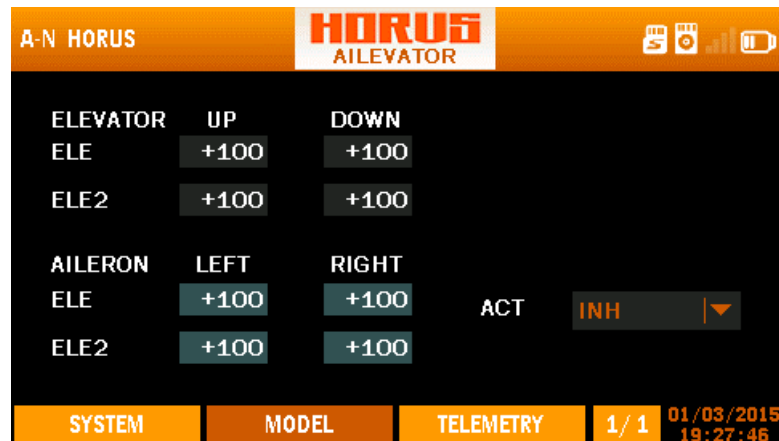 A-N HORUS
HORUS
AILEVATOR
ELEVATOR UP DOWN
ELE +100 +100
ELE2 +100 +100
AILERON LEFT RIGHT
ELE +100 +100 ACT INH
ELE2 +100 +100
SYSTEM MODEL TELEMETRY 1/1 01/03/2015
19:27:46